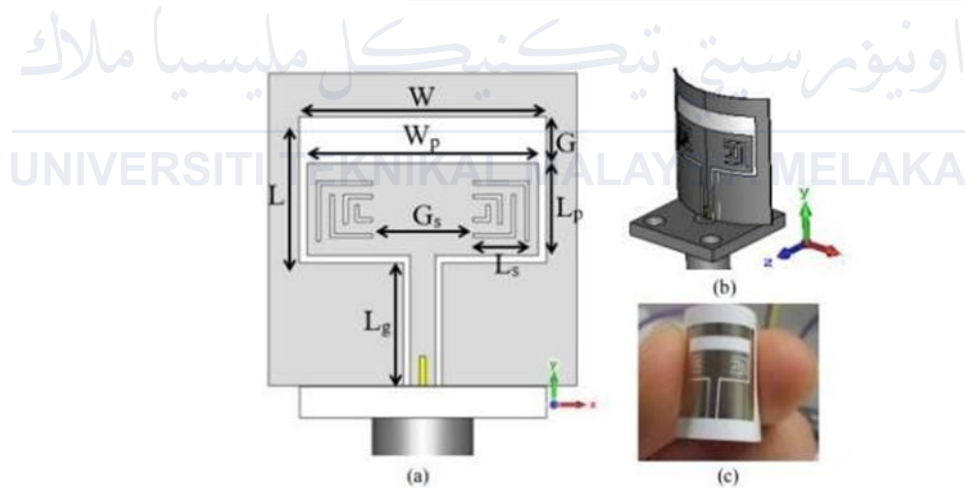 اونيۏرسيتي تيكنيكل مليسيا ملاك
UNIVERSITI TEKNIKAL MALAYSIA MELAKA
W
Wp
G
L
Gs
Lp
Ls
Lg
y
x
(a)
y
z
(b)
(c)